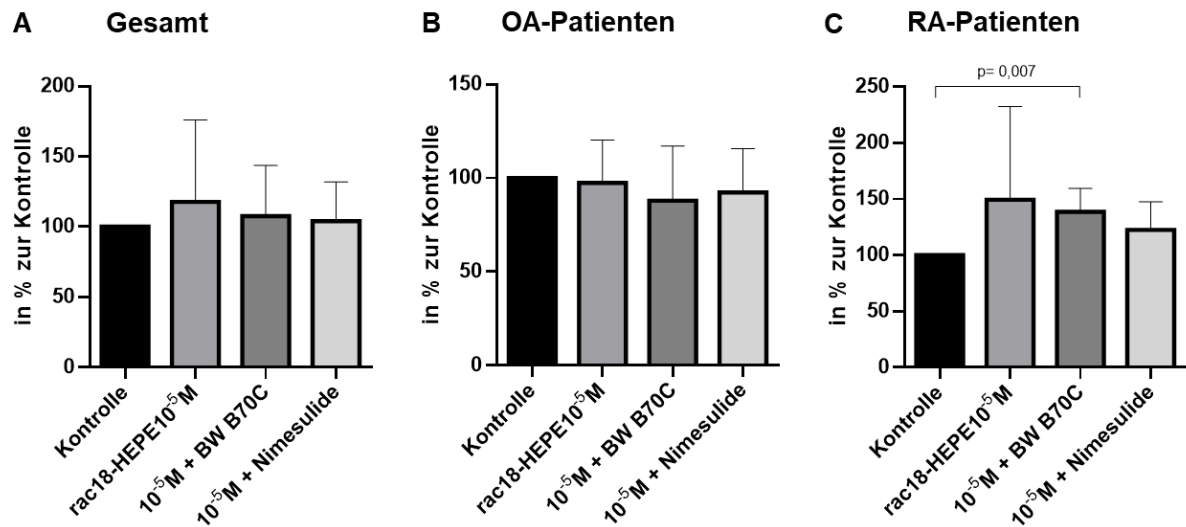 A Gesamt
in % zur Kontrolle
200
150
100
50
0
Kontrolle
rac18-HEPE10⁻⁵M
10⁻⁵M + BW B70C
10⁻⁵M + Nimesulide
B OA-Patienten
in % zur Kontrolle
150
100
50
0
Kontrolle
rac18-HEPE10⁻⁵M
10⁻⁵M + BW B70C
10⁻⁵M + Nimesulide
C RA-Patienten
p= 0,007
in % zur Kontrolle
250
200
150
100
50
0
Kontrolle
rac18-HEPE10⁻⁵M
10⁻⁵M + BW B70C
10⁻⁵M + Nimesulide